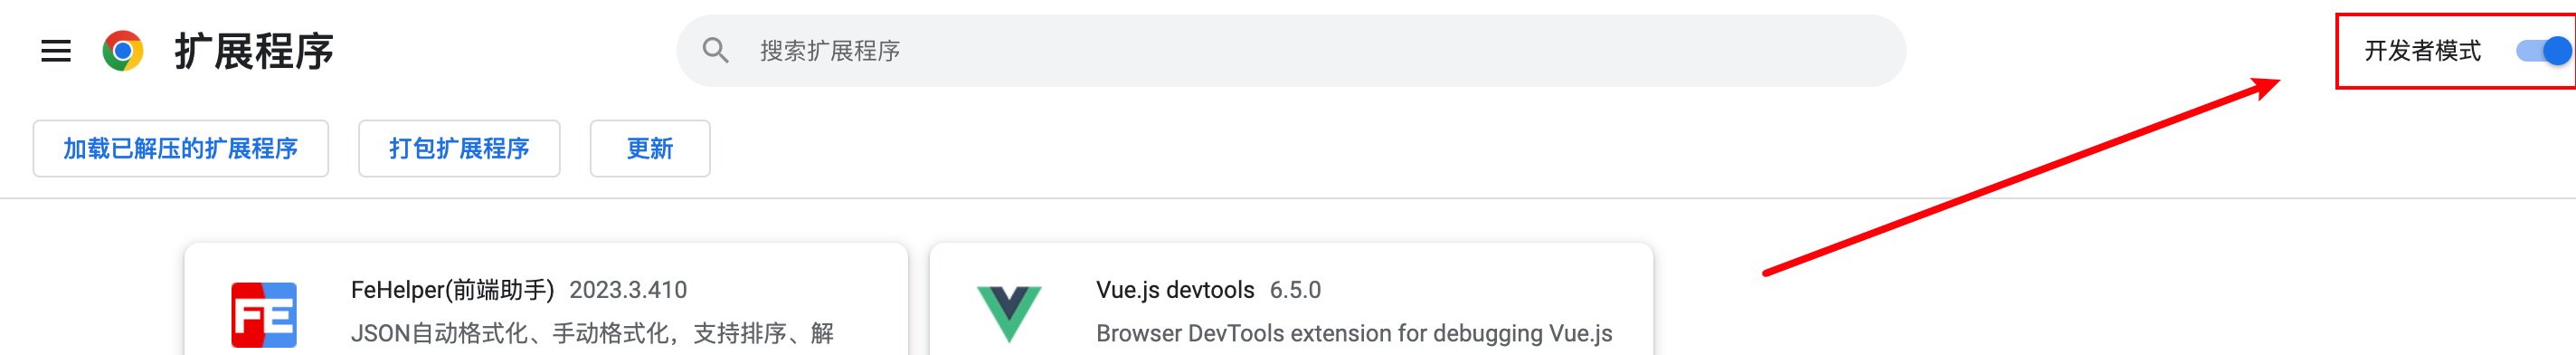 扩展程序
搜索扩展程序
开发者模式
加载已解压的扩展程序
打包扩展程序
更新
FE
FeHelper(前端助手) 2023.3.410
JSON自动格式化、手动格式化，支持排序、解
Vue.js devtools 6.5.0
Browser DevTools extension for debugging Vue.js